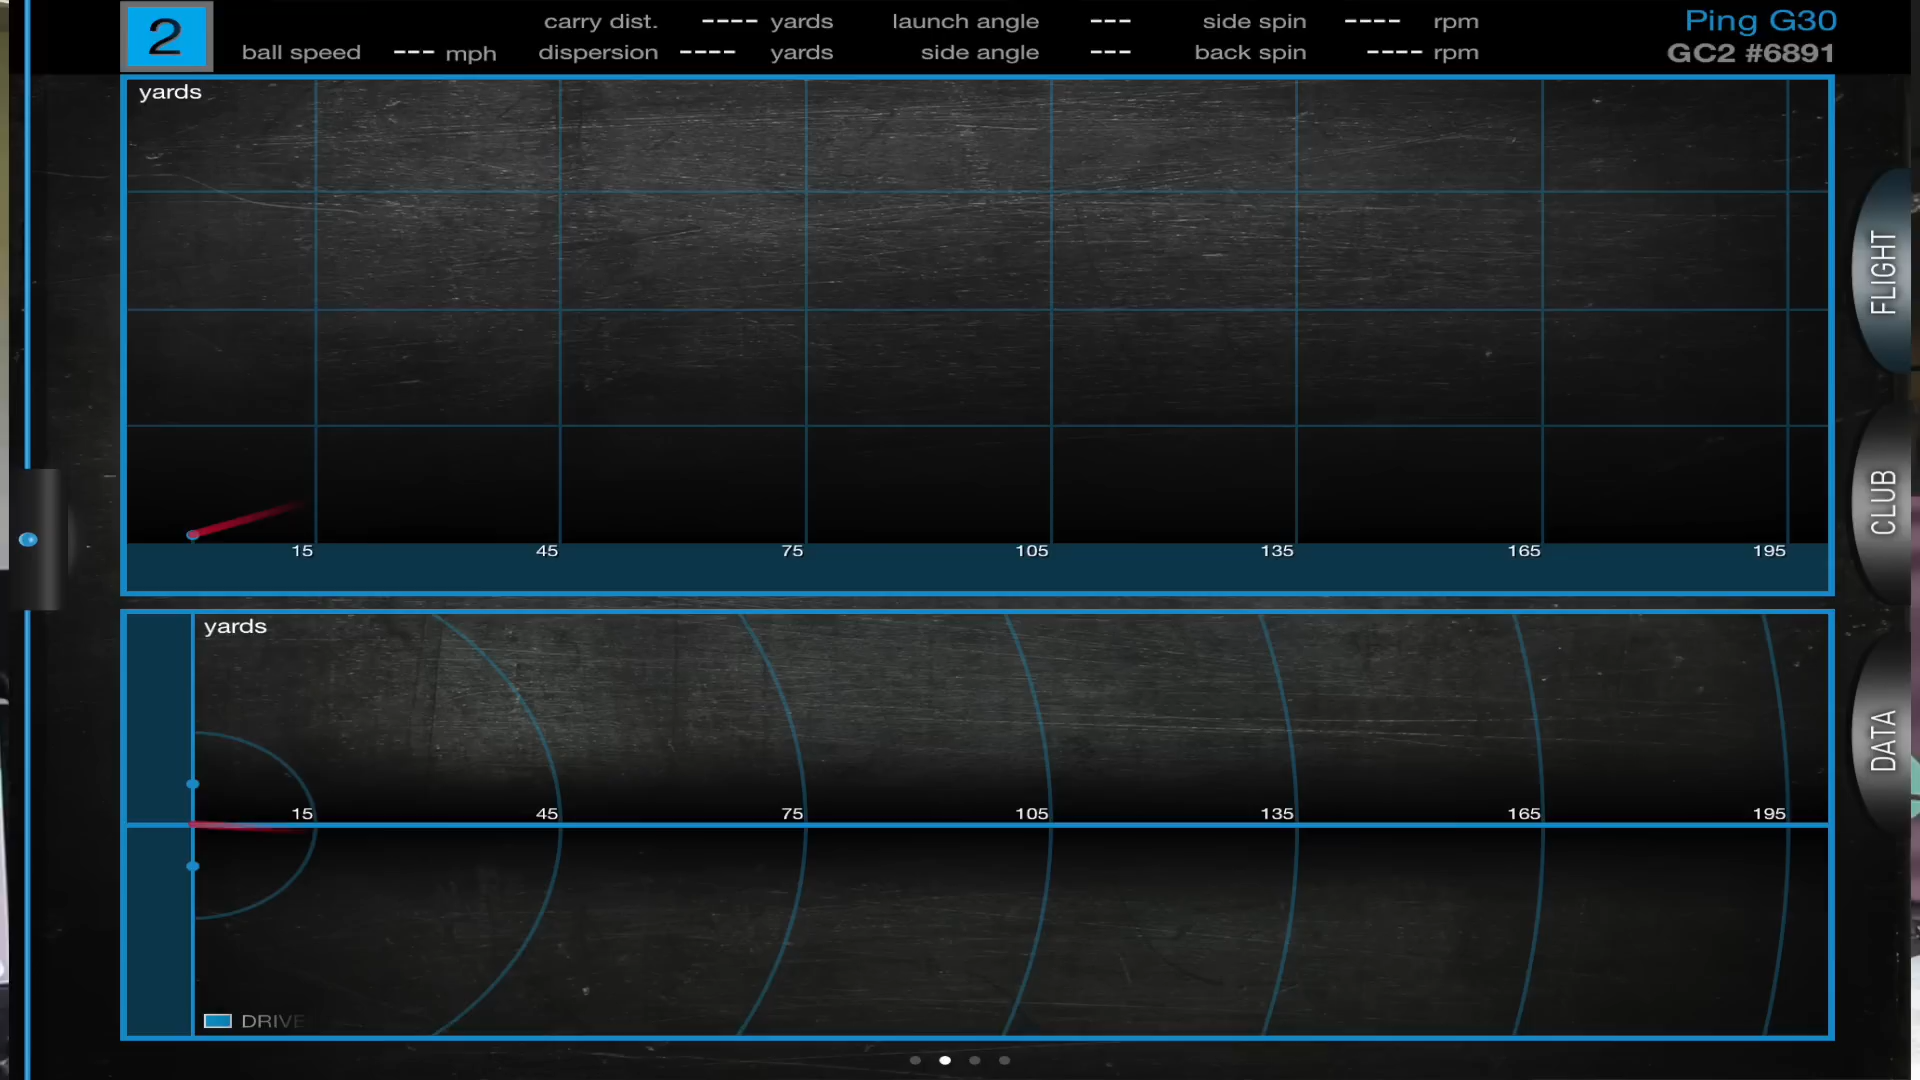 2
carry dist. ---- yards launch angle --- side spin ---- rpm Ping G30
ball speed --- mph dispersion ---- yards side angle --- back spin ---- rpm GC2 #6891
yards
15 45 75 105 135 165 195
yards
15 45 75 105 135 165 195
DRIVE
FLIGHT
CLUB
DATA